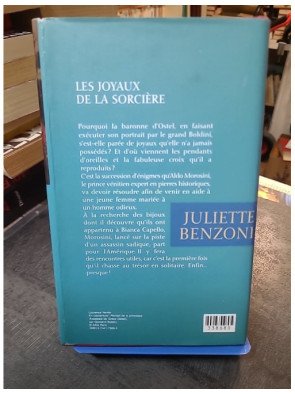 LES JOYAUX
DE LA SORCIÈRE
Pourquoi la baronne d'Ostel, en faisant
exécuter son portrait par le grand Boldini,
s'est-elle parée de joyaux qu'elle n'a jamais
possédés ? Et d'où viennent les pendants
d'oreilles et la fabuleuse croix qu'il a
reproduits ?
C'est la succession d'énigmes qu'Aldo Morosini,
le prince vénitien expert en pierres historiques,
va devoir résoudre afin de venir en aide à
une jeune femme mariée à
un homme odieux.
À la recherche des bijoux
dont il découvre qu'ils ont
appartenu à Bianca Capello,
Morosini, lancé sur la piste
d'un assassin sadique, part
pour l'Amérique. Il y fera
des rencontres utiles, car c'est la première fois
qu'il chasse au trésor en solitaire. Enfin...
presque !
JULIETTE
BENZONI